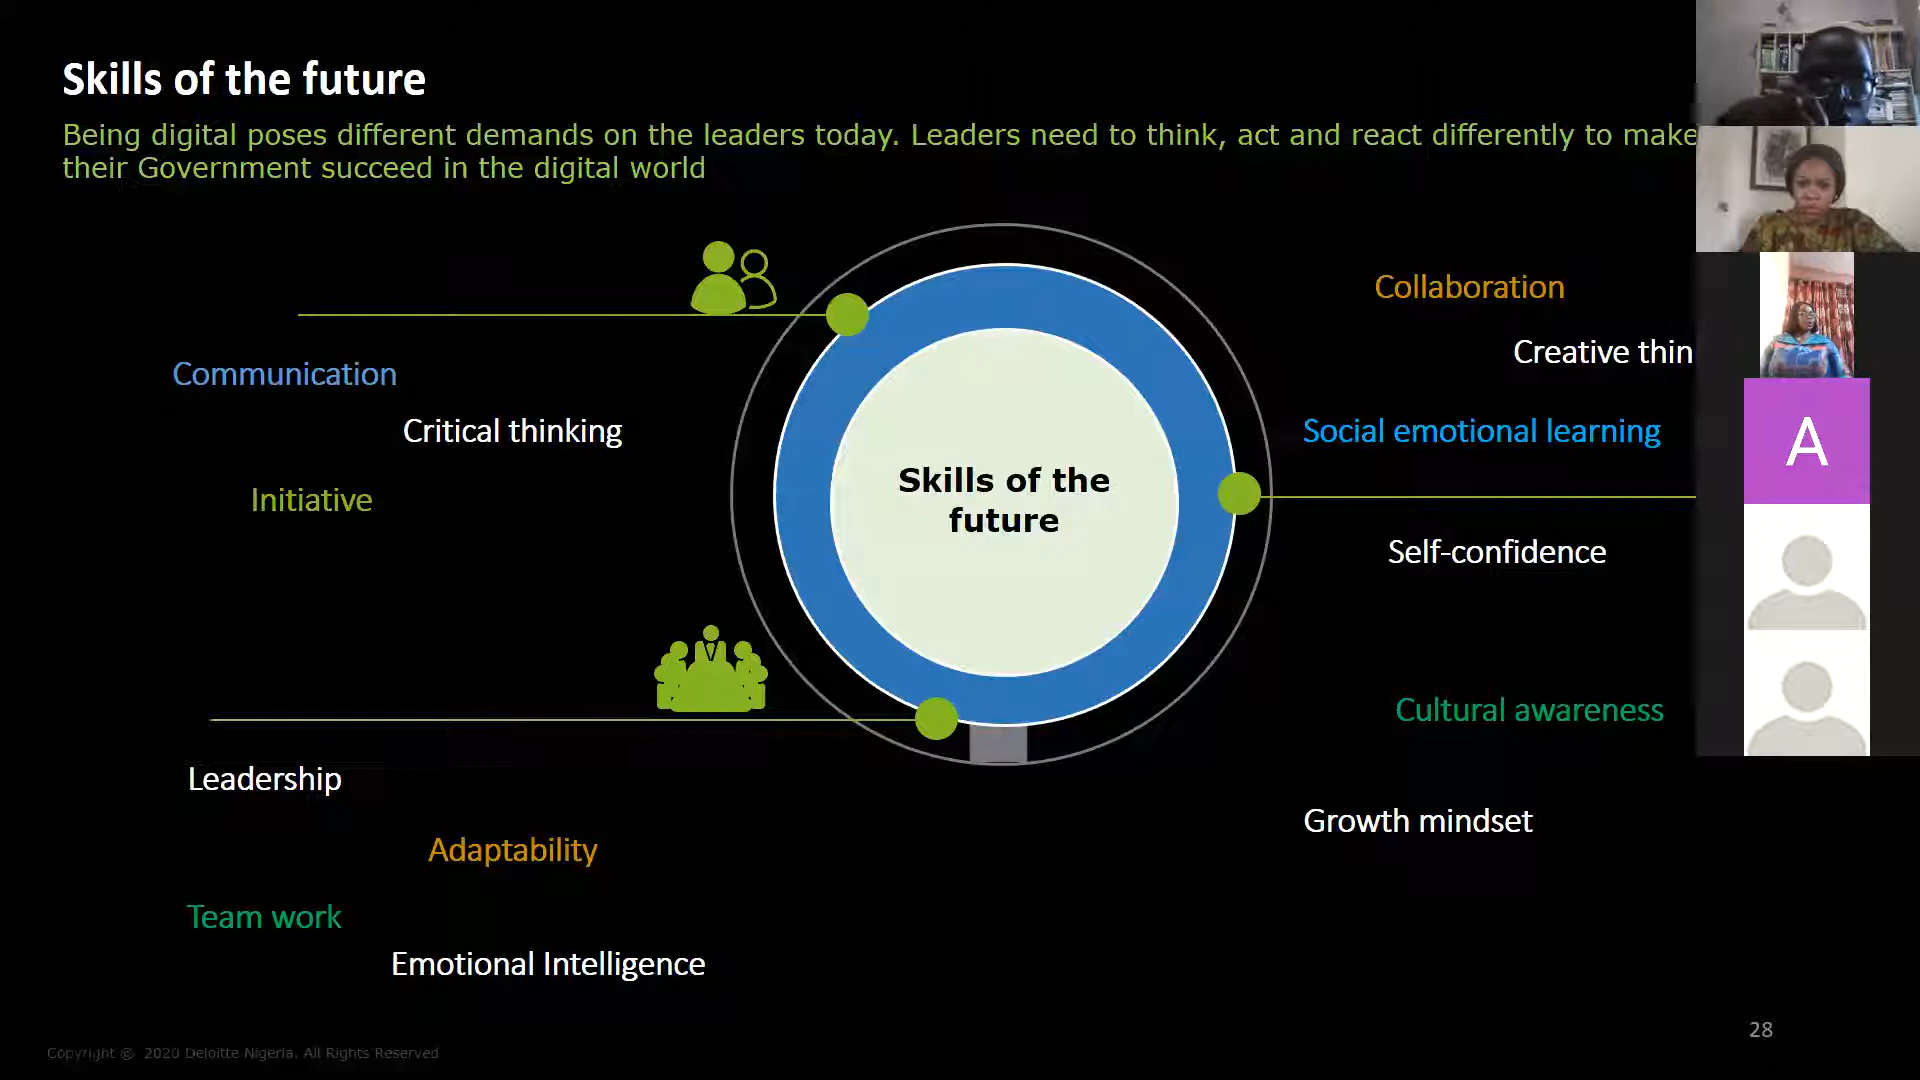 Skills of the future
Being digital poses different demands on the leaders today. Leaders need to think, act and react differently to make
their Government succeed in the digital world
Communication
Critical thinking
Initiative
Skills of the
future
Collaboration
Creative thin
Social emotional learning
Self-confidence
Cultural awareness
Growth mindset
Leadership
Adaptability
Team work
Emotional Intelligence
A
28
Copyright © 2020 Deloitte Nigeria. All Rights Reserved